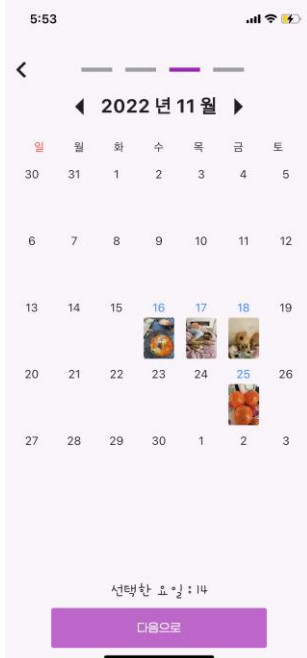 5:53
2022 년 11 월
일 월 화 수 목 금 토
30 31 1 2 3 4 5
6 7 8 9 10 11 12
13 14 15 16 17 18 19
20 21 22 23 24 25 26
27 28 29 30 1 2 3
선택한 요일 : 14
다음으로